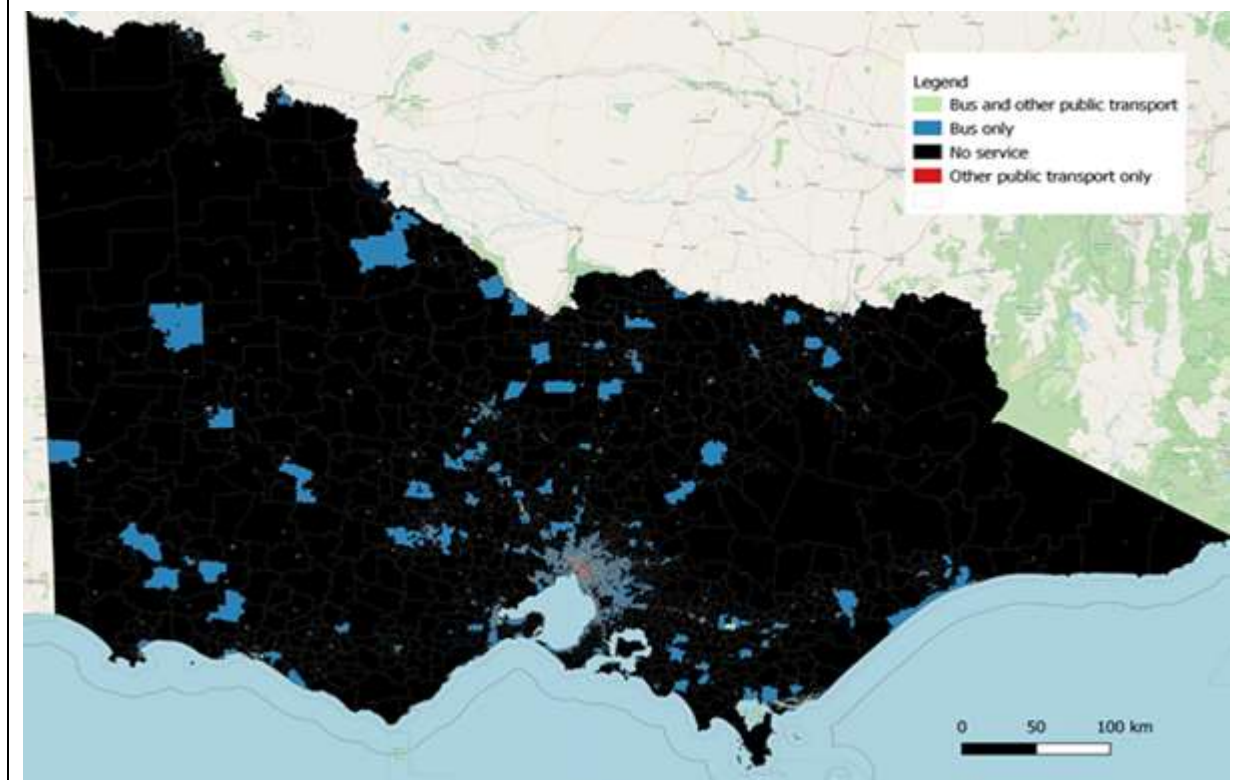 Legend
Bus and other public transport
Bus only
No service
Other public transport only
0 50 100 km